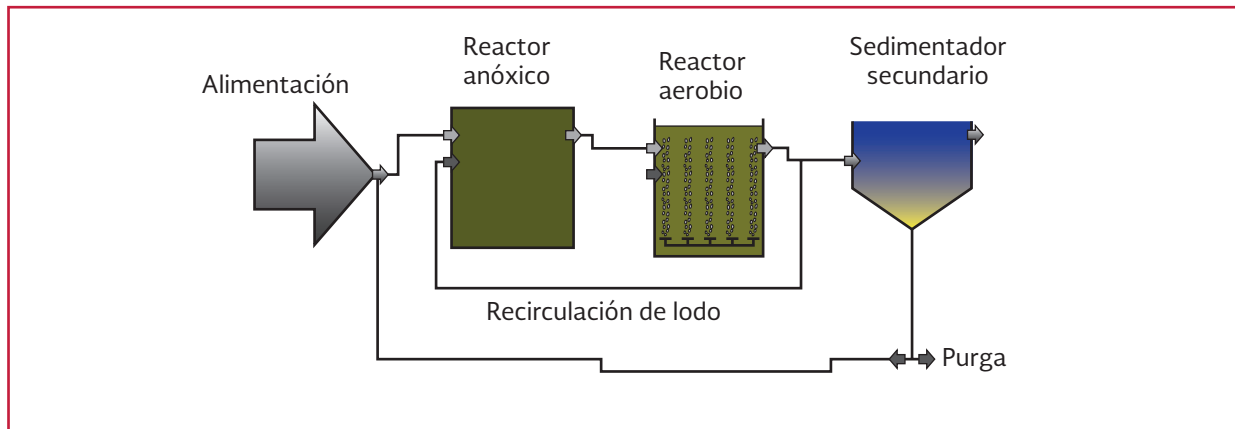 Alimentación
Reactor
anóxico
Reactor
aerobio
Sedimentador
secundario
Recirculación de lodo
Purga